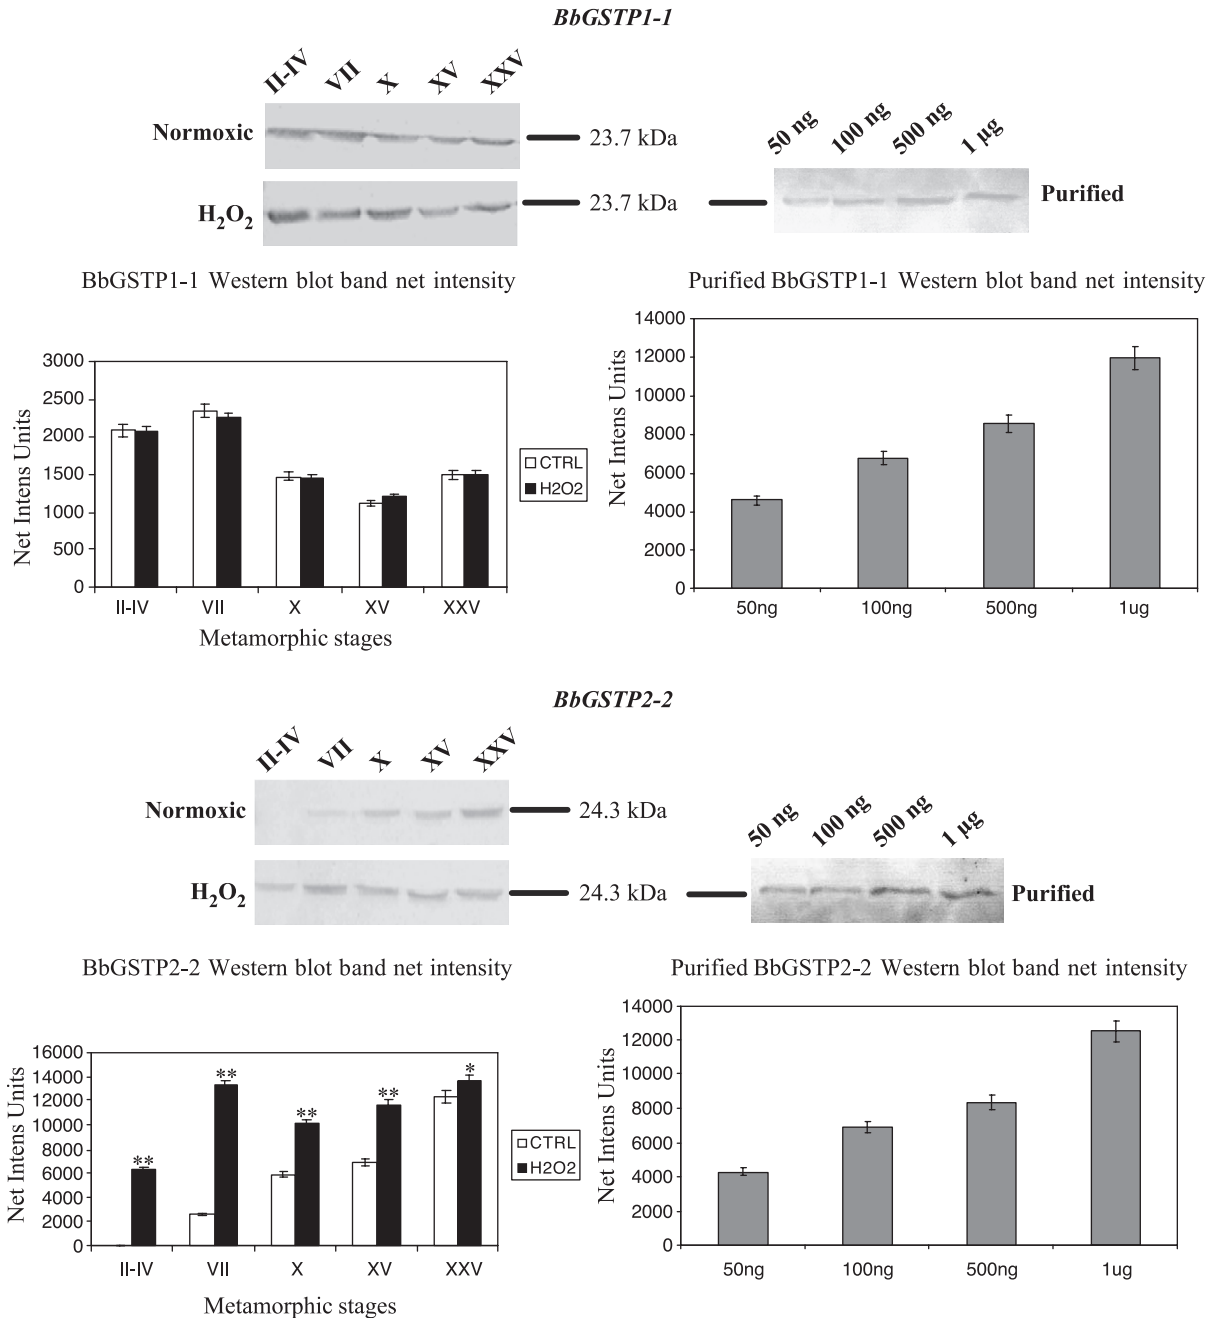 BbGSTP1-1
II-IV VII X XV XXV
Normoxic
23.7 kDa
H2O2
23.7 kDa
50 ng 100 ng 500 ng 1 µg
Purified
BbGSTP1-1 Western blot band net intensity
Purified BbGSTP1-1 Western blot band net intensity
Net Intens Units
3000
2500
2000
1500
1000
500
0
II-IV VII X XV XXV
Metamorphic stages
CTRL
H2O2
Net Intens Units
14000
12000
10000
8000
6000
4000
2000
0
50ng 100ng 500ng 1ug
BbGSTP2-2
II-IV VII X XV XXV
Normoxic
24.3 kDa
H2O2
24.3 kDa
50 ng 100 ng 500 ng 1 µg
Purified
BbGSTP2-2 Western blot band net intensity
Purified BbGSTP2-2 Western blot band net intensity
Net Intens Units
16000
14000
12000
10000
8000
6000
4000
2000
0
** ** ** ** *
II-IV VII X XV XXV
Metamorphic stages
CTRL
H2O2
Net Intens Units
14000
12000
10000
8000
6000
4000
2000
0
50ng 100ng 500ng 1ug